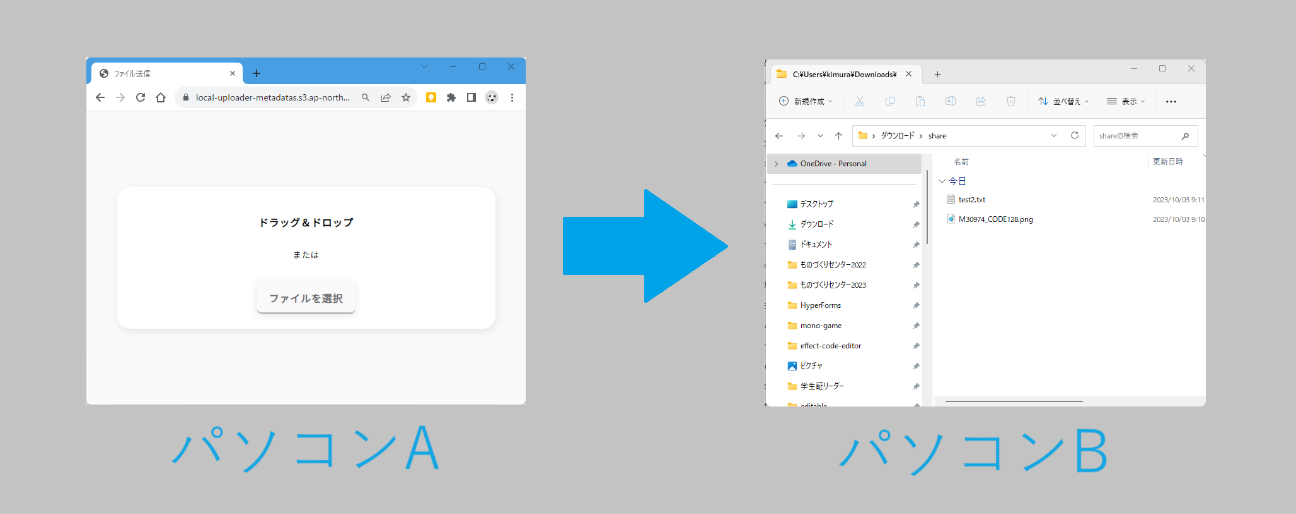 ファイル送信
local-uploader-metadatas.s3.ap-north...
ドラッグ＆ドロップ
または
ファイルを選択
パソコンA
C:¥Users¥kimura¥Downloads¥
新規作成
並べ替え
表示
ダウンロード › share
shareの検索
OneDrive - Personal
デスクトップ
ダウンロード
ドキュメント
ものづくりセンター2022
ものづくりセンター2023
HyperForms
mono-game
effect-code-editor
ピクチャ
学生証リーダー
editable
名前
更新日時
今日
test2.txt
2023/10/03 9:11
M30974_CODE128.png
2023/10/03 9:10
パソコンB